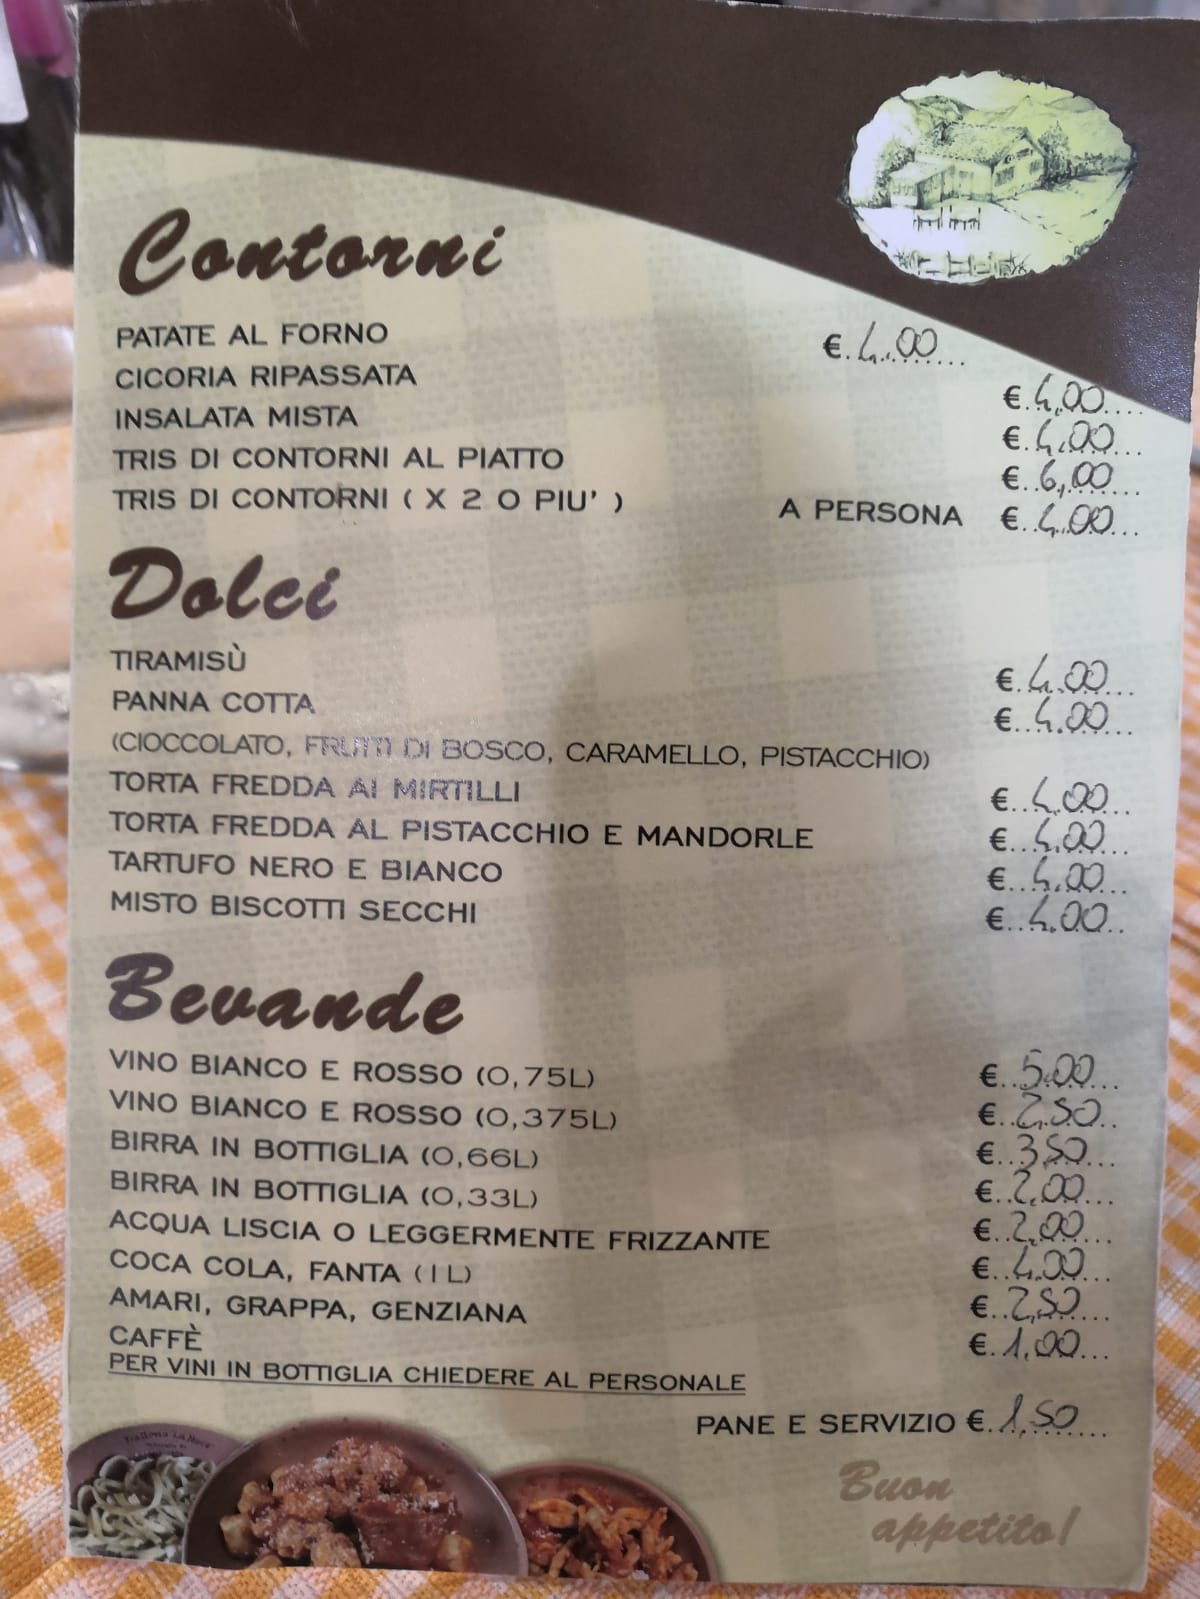 Contorni
PATATE AL FORNO €. 4,00
CICORIA RIPASSATA €. 4,00
INSALATA MISTA €. 4,00
TRIS DI CONTORNI AL PIATTO €. 6,00
TRIS DI CONTORNI ( X 2 O PIU' ) A PERSONA €. 4,00
Dolci
TIRAMISÙ €. 4.00
PANNA COTTA €. 4.00
(CIOCCOLATO, FRUTTI DI BOSCO, CARAMELLO, PISTACCHIO)
TORTA FREDDA AI MIRTILLI €. 4.00
TORTA FREDDA AL PISTACCHIO E MANDORLE €. 4.00
TARTUFO NERO E BIANCO €. 4.00
MISTO BISCOTTI SECCHI €. 4.00
Bevande
VINO BIANCO E ROSSO (0,75L) €. 5.00
VINO BIANCO E ROSSO (0,375L) €. 2,50
BIRRA IN BOTTIGLIA (0,66L) €. 3,50
BIRRA IN BOTTIGLIA (0,33L) €. 2,00
ACQUA LISCIA O LEGGERMENTE FRIZZANTE €. 2,00
COCA COLA, FANTA (1L) €. 4.00
AMARI, GRAPPA, GENZIANA €. 2,50
CAFFÈ €. 1,00
PER VINI IN BOTTIGLIA CHIEDERE AL PERSONALE
PANE E SERVIZIO €. 1,50
Trattoria La
Buon
appetito!